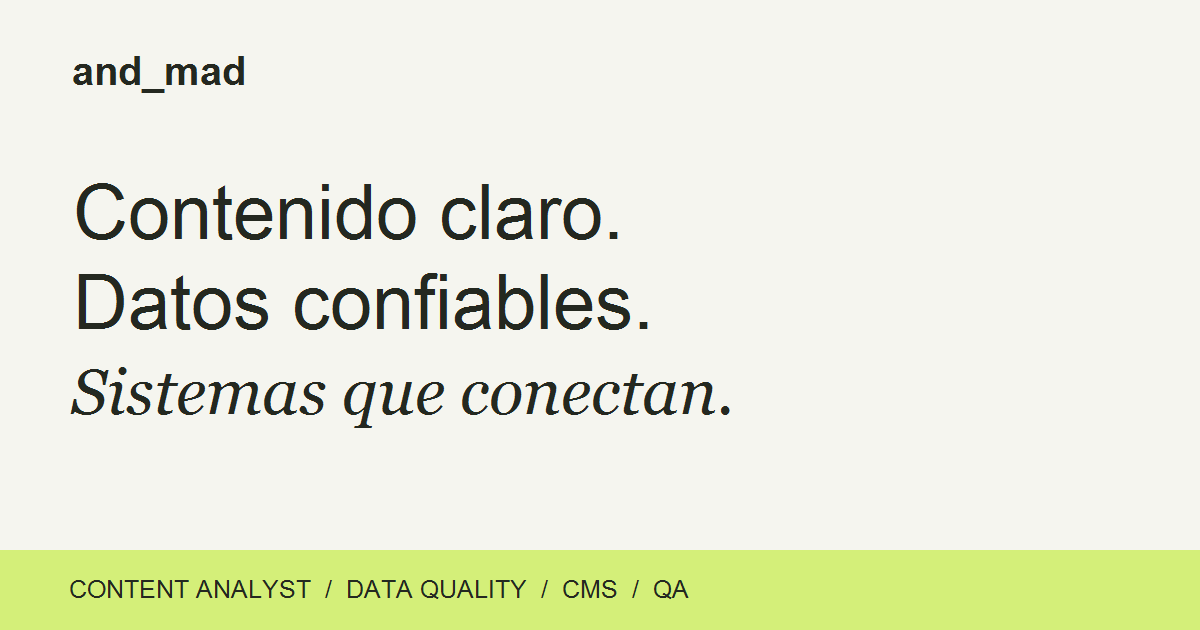 and_mad
Contenido claro.
Datos confiables.
Sistemas que conectan.
CONTENT ANALYST / DATA QUALITY / CMS / QA